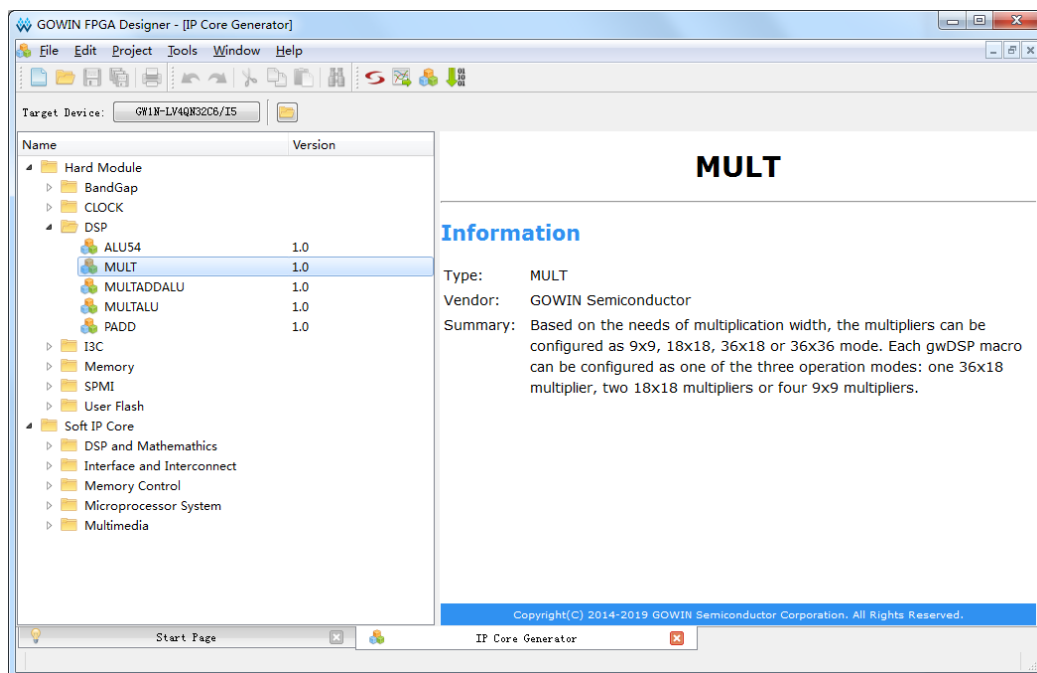 GOWIN FPGA Designer - [IP Core Generator]
File Edit Project Tools Window Help
Target Device: GW1N-LV4QN32C6/I5
Name Version
Hard Module
BandGap
CLOCK
DSP
ALU54 1.0
MULT 1.0
MULTADDALU 1.0
MULTALU 1.0
PADD 1.0
I3C
Memory
SPMI
User Flash
Soft IP Core
DSP and Mathemathics
Interface and Interconnect
Memory Control
Microprocessor System
Multimedia
MULT
Information
Type: MULT
Vendor: GOWIN Semiconductor
Summary: Based on the needs of multiplication width, the multipliers can be
configured as 9x9, 18x18, 36x18 or 36x36 mode. Each gwDSP macro
can be configured as one of the three operation modes: one 36x18
multiplier, two 18x18 multipliers or four 9x9 multipliers.
Copyright(C) 2014-2019 GOWIN Semiconductor Corporation. All Rights Reserved.
Start Page IP Core Generator